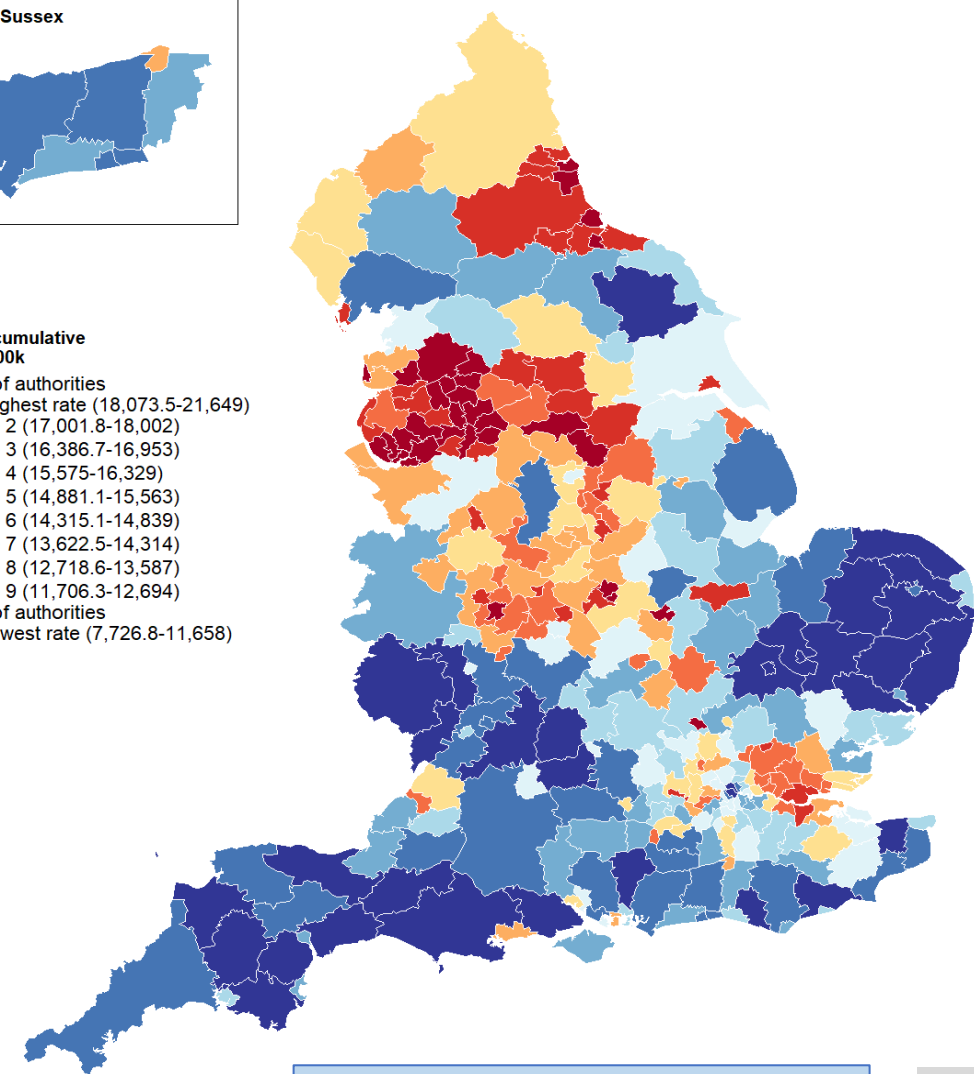 Sussex
cumulative
00k
of authorities
ghest rate (18,073.5-21,649)
2 (17,001.8-18,002)
3 (16,386.7-16,953)
4 (15,575-16,329)
5 (14,881.1-15,563)
6 (14,315.1-14,839)
7 (13,622.5-14,314)
8 (12,718.6-13,587)
9 (11,706.3-12,694)
of authorities
west rate (7,726.8-11,658)